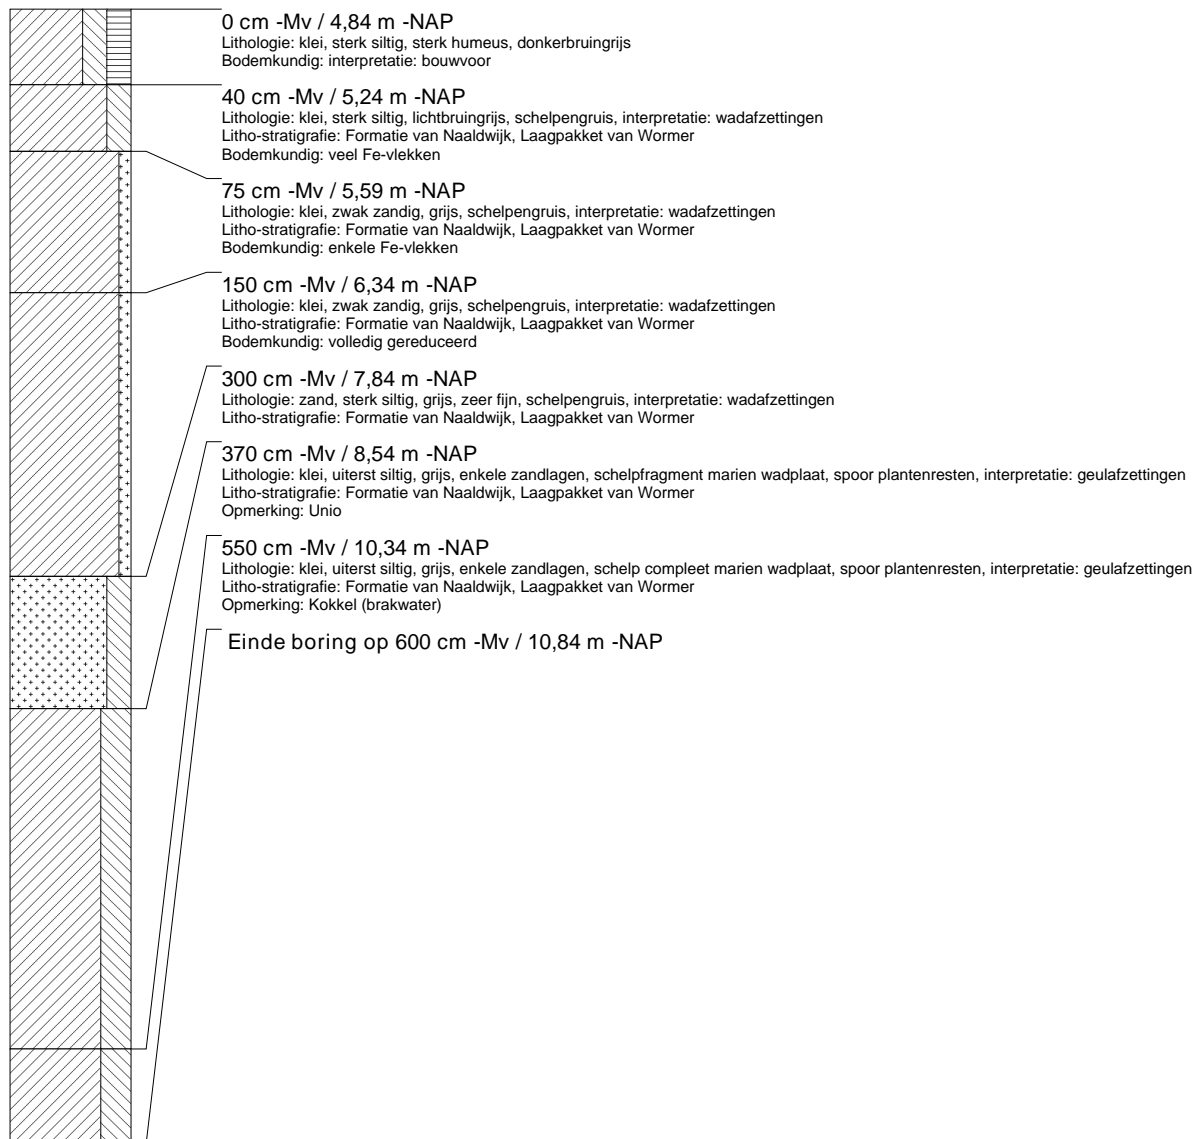 0 cm -Mv / 4,84 m -NAP
Lithologie: klei, sterk siltig, sterk humeus, donkerbruingrijs
Bodemkundig: interpretatie: bouwvoor
40 cm -Mv / 5,24 m -NAP
Lithologie: klei, sterk siltig, lichtbruingrijs, schelpengruis, interpretatie: wadafzettingen
Litho-stratigrafie: Formatie van Naaldwijk, Laagpakket van Wormer
Bodemkundig: veel Fe-vlekken
75 cm -Mv / 5,59 m -NAP
Lithologie: klei, zwak zandig, grijs, schelpengruis, interpretatie: wadafzettingen
Litho-stratigrafie: Formatie van Naaldwijk, Laagpakket van Wormer
Bodemkundig: enkele Fe-vlekken
150 cm -Mv / 6,34 m -NAP
Lithologie: klei, zwak zandig, grijs, schelpengruis, interpretatie: wadafzettingen
Litho-stratigrafie: Formatie van Naaldwijk, Laagpakket van Wormer
Bodemkundig: volledig gereduceerd
300 cm -Mv / 7,84 m -NAP
Lithologie: zand, sterk siltig, grijs, zeer fijn, schelpengruis, interpretatie: wadafzettingen
Litho-stratigrafie: Formatie van Naaldwijk, Laagpakket van Wormer
370 cm -Mv / 8,54 m -NAP
Lithologie: klei, uiterst siltig, grijs, enkele zandlagen, schelpfragment marien wadplaat, spoor plantenresten, interpretatie: geulafzettingen
Litho-stratigrafie: Formatie van Naaldwijk, Laagpakket van Wormer
Opmerking: Unio
550 cm -Mv / 10,34 m -NAP
Lithologie: klei, uiterst siltig, grijs, enkele zandlagen, schelp compleet marien wadplaat, spoor plantenresten, interpretatie: geulafzettingen
Litho-stratigrafie: Formatie van Naaldwijk, Laagpakket van Wormer
Opmerking: Kokkel (brakwater)
Einde boring op 600 cm -Mv / 10,84 m -NAP